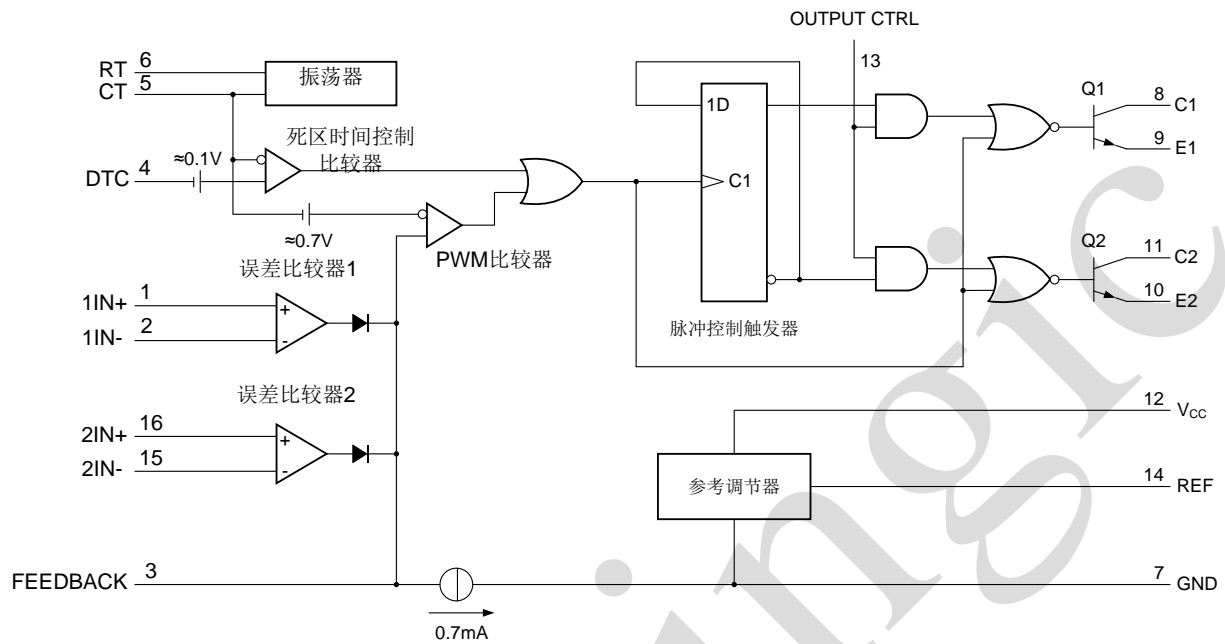 OUTPUT CTRL
13
RT 6
CT 5
振荡器
死区时间控制
比较器
≈0.1V
DTC 4
≈0.7V
PWM比较器
1D
C1
脉冲控制触发器
Q1
8 C1
9 E1
Q2
11 C2
10 E2
误差比较器1
1IN+ 1
1IN- 2
+
-
误差比较器2
2IN+ 16
2IN- 15
+
-
12 VCC
参考调节器
14 REF
FEEDBACK 3
7 GND
0.7mA